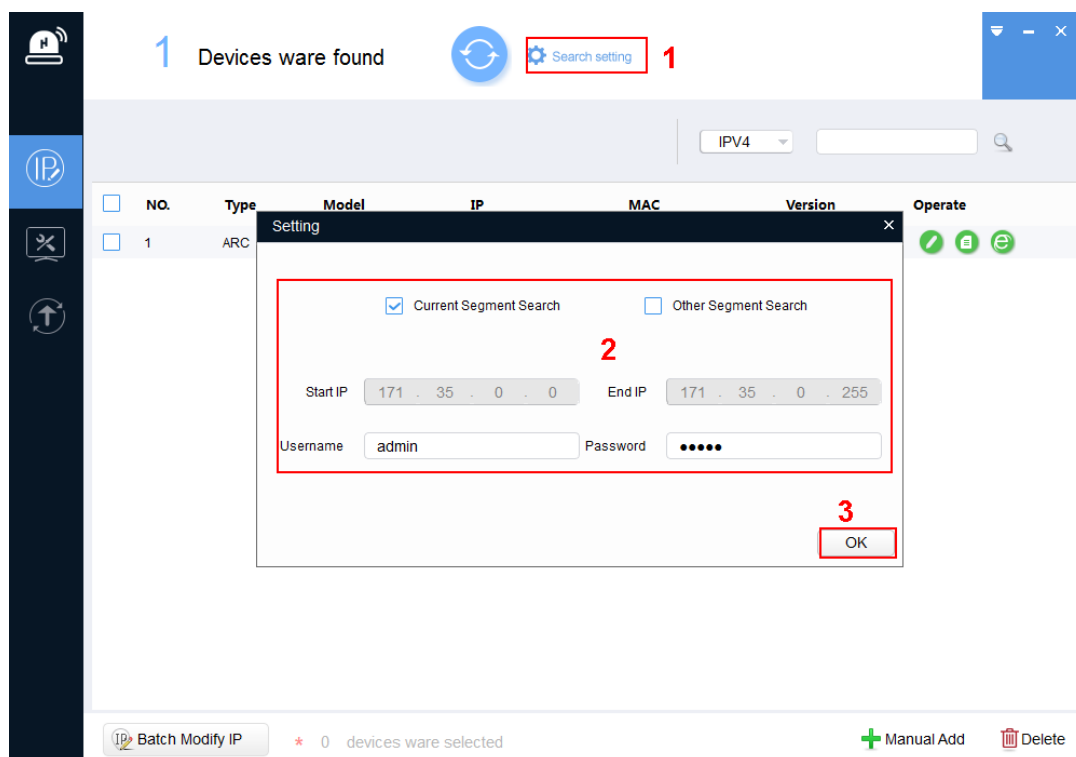 1 Devices ware found Search setting 1
IPV4
NO. Type Model IP MAC Version Operate
1 ARC
Setting
Current Segment Search Other Segment Search
2
Start IP 171 . 35 . 0 . 0 End IP 171 . 35 . 0 . 255
Username admin Password •••••
3
OK
Batch Modify IP * 0 devices ware selected Manual Add Delete